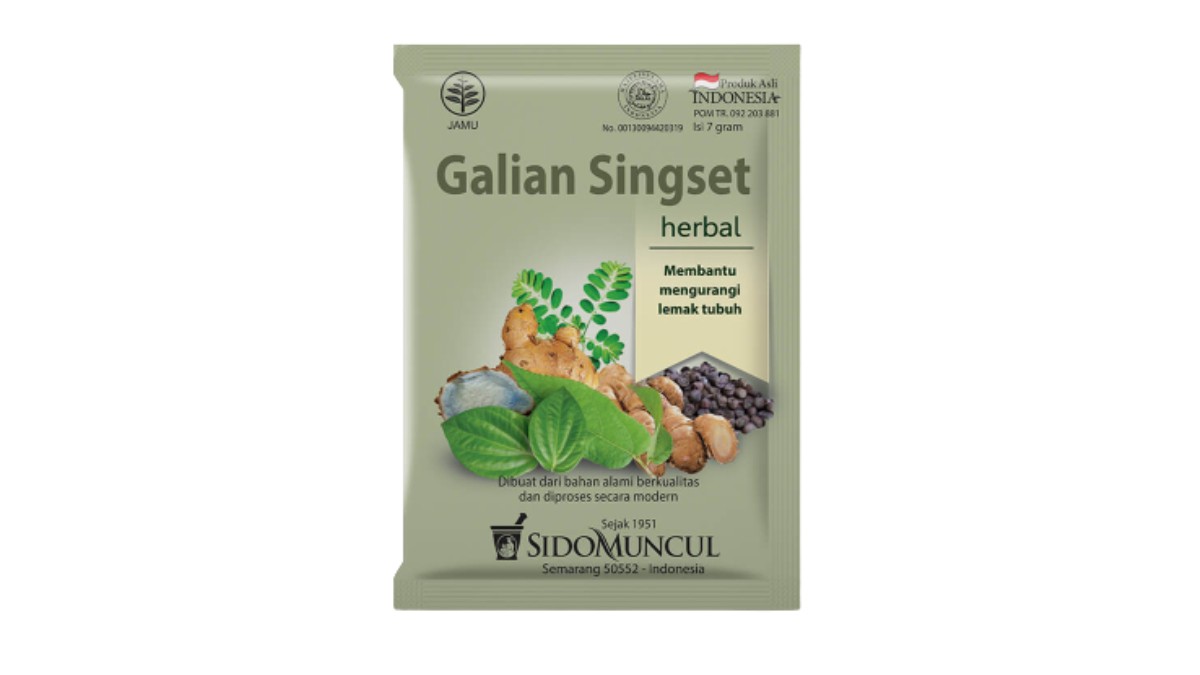 JAMU
No. 00130094420319
Produk Asli
INDONESIA
POM TR. 092 203 881
Isi 7 gram
Galian Singset
herbal
Membantu
mengurangi
lemak tubuh
Dibuat dari bahan alami berkualitas
dan diproses secara modern
Sejak 1951
SIDOMUNCUL
Semarang 50552 - Indonesia